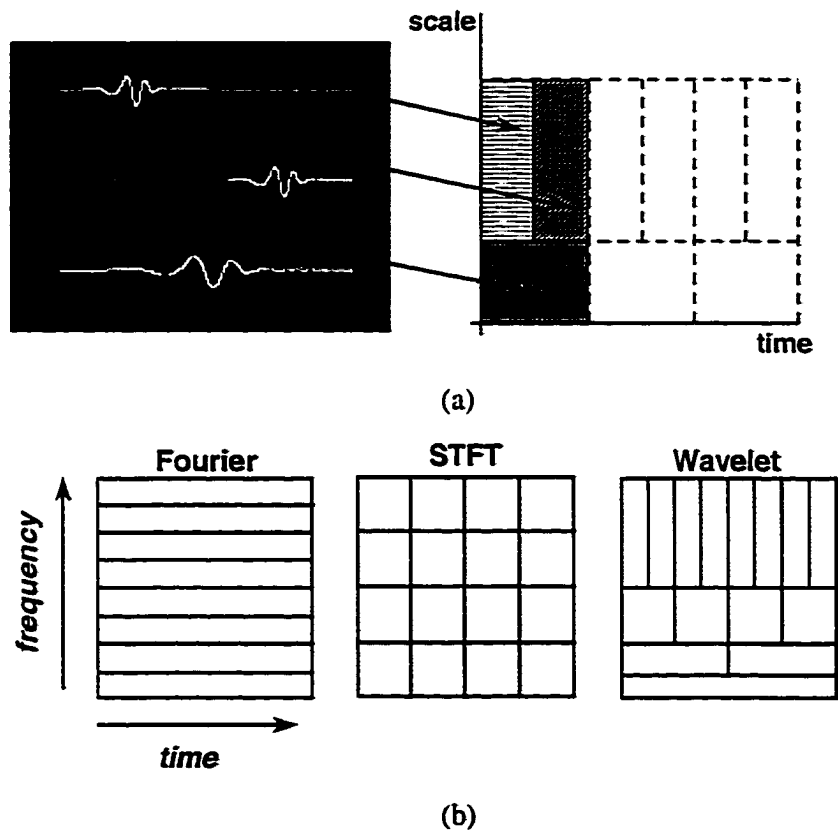 scale
time
(a)
Fourier
STFT
Wavelet
frequency
time
(b)